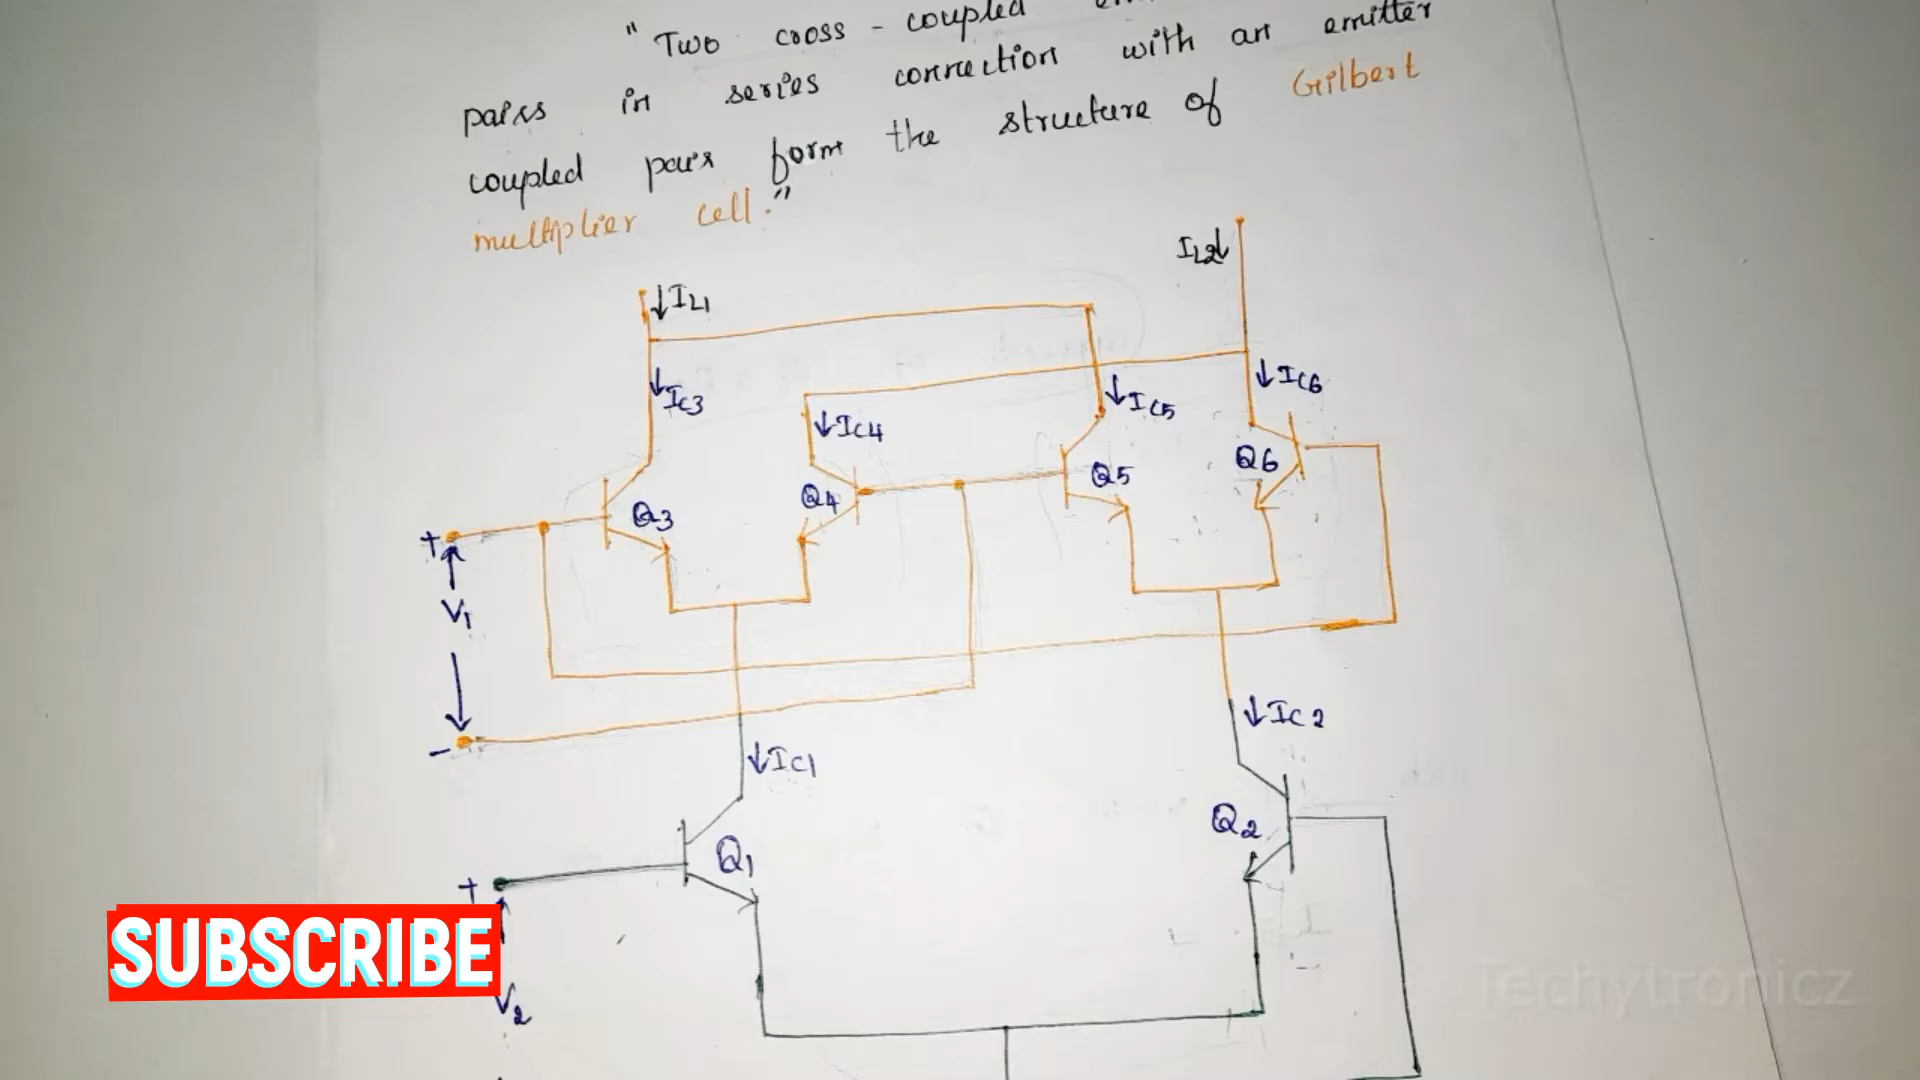 "Two cross - coupled
pairs in series connection with an emitter
coupled pair form the structure of Gilbert
multiplier cell."
IL2
IL1
IC6
IC3
IC5
IC4
Q6
Q5
Q4
Q3
+
V1
-
IC2
IC1
Q2
Q1
+
SUBSCRIBE
V2
Techytronicz